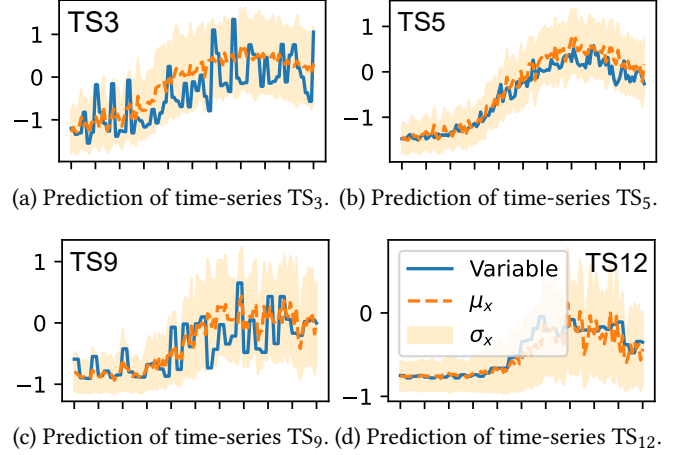 TS3
1
0
−1
TS5
1
0
−1
(a) Prediction of time-series TS₃.
(b) Prediction of time-series TS₅.
TS9
1
0
−1
TS12
Variable
μₓ
σₓ
0
−1
(c) Prediction of time-series TS₉.
(d) Prediction of time-series TS₁₂.